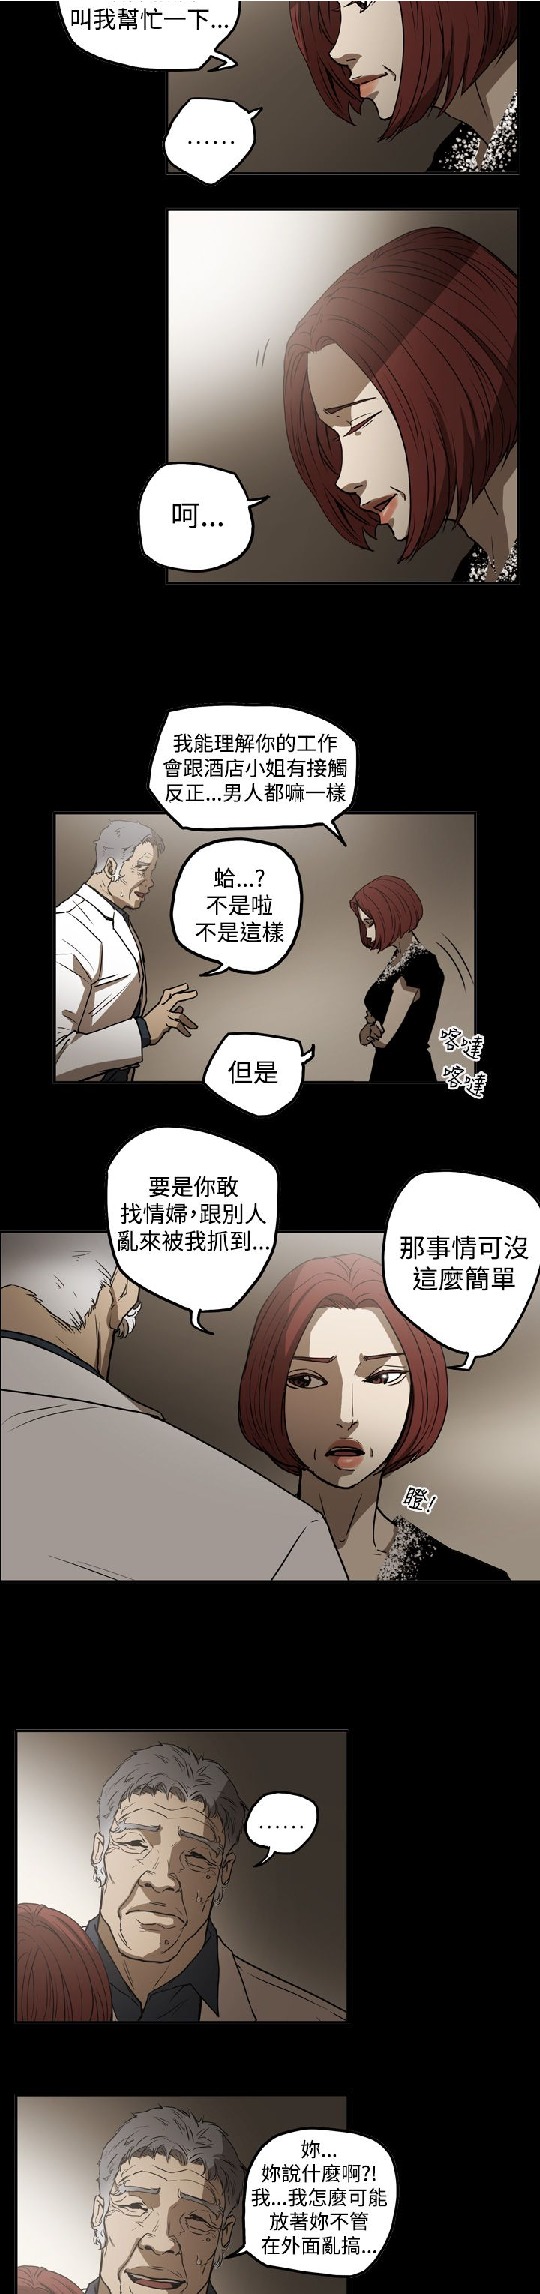 叫我幫忙一下...
......
呵...
我能理解你的工作
會跟酒店小姐有接觸
反正...男人都嘛一樣
蛤...?
不是啦
不是這樣
但是
喀噠
喀噠
要是你敢
找情婦，跟別人
亂來被我抓到...
那事情可沒
這麼簡單
瞪!
......
妳...
妳說什麼啊?!
我...我怎麼可能
放著妳不管
在外面亂搞...